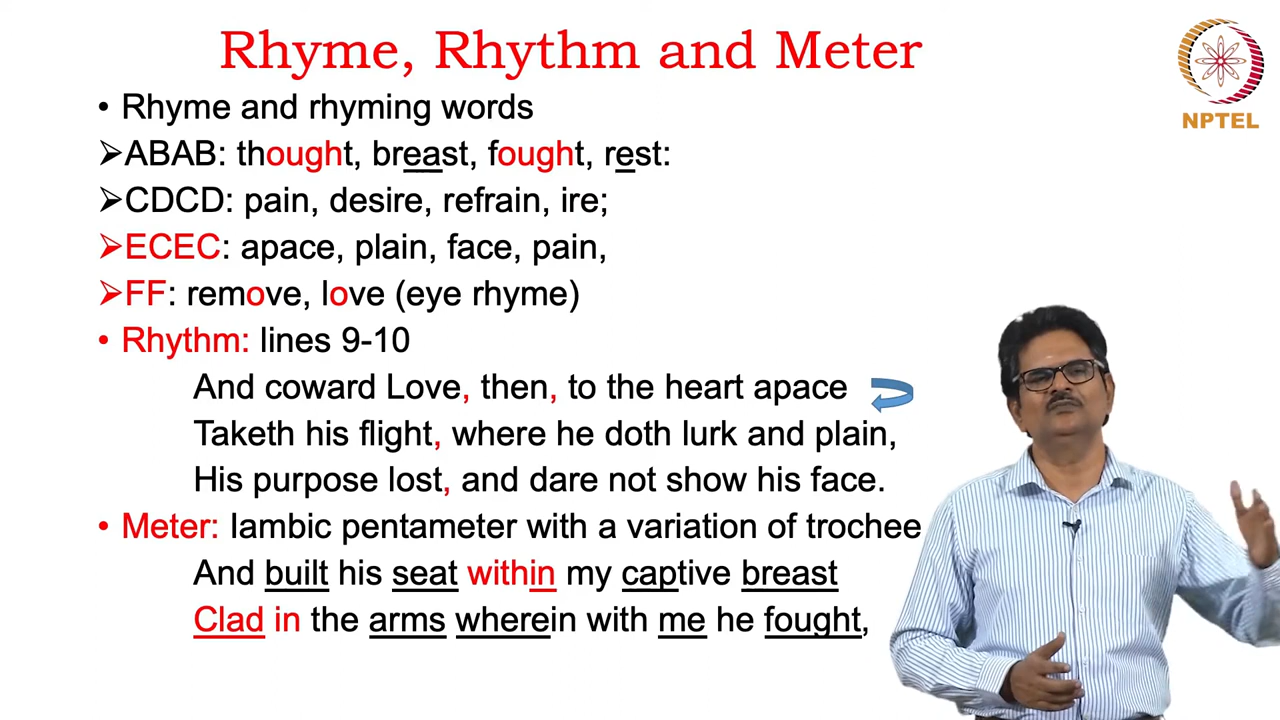 Rhyme, Rhythm and Meter
NPTEL
• Rhyme and rhyming words
➢ABAB: thought, breast, fought, rest:
➢CDCD: pain, desire, refrain, ire;
➢ECEC: apace, plain, face, pain,
➢FF: remove, love (eye rhyme)
• Rhythm: lines 9-10
And coward Love, then, to the heart apace
Taketh his flight, where he doth lurk and plain,
His purpose lost, and dare not show his face.
• Meter: Iambic pentameter with a variation of trochee
And built his seat within my captive breast
Clad in the arms wherein with me he fought,